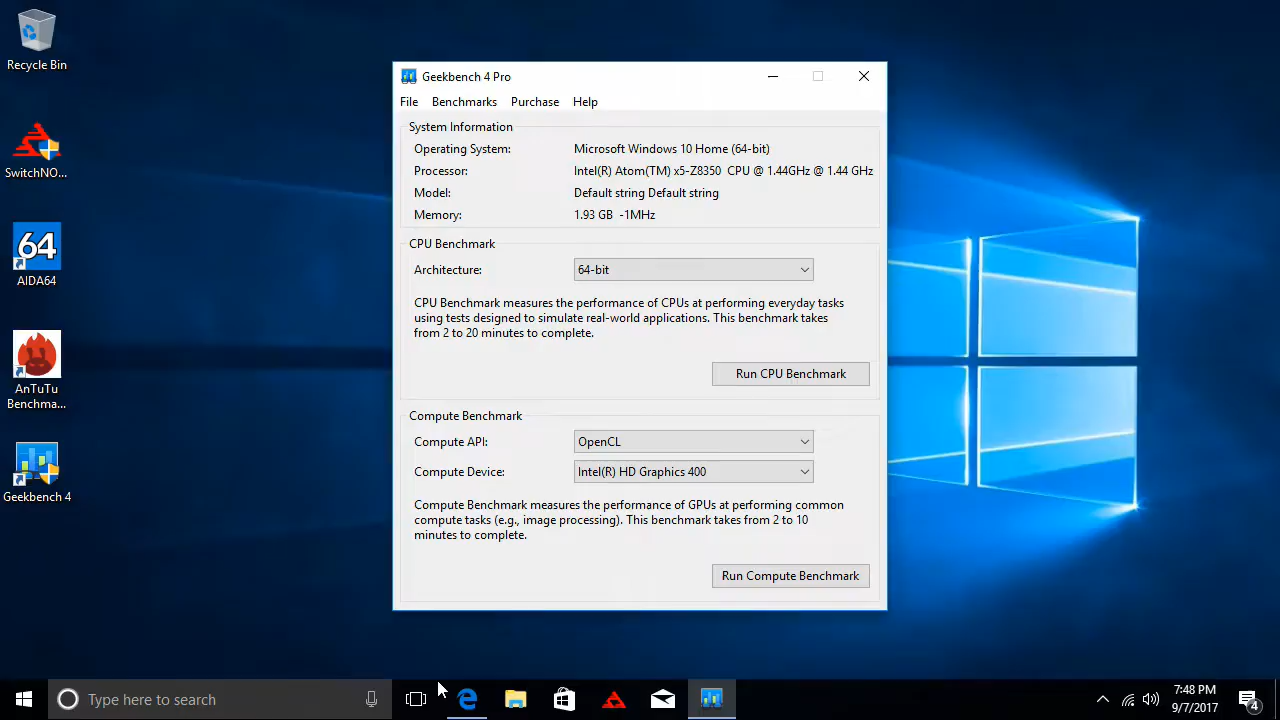 Recycle Bin
SwitchNO...
64
AIDA64
AnTuTu
Benchma...
Geekbench 4
Geekbench 4 Pro
File Benchmarks Purchase Help
System Information
Operating System: Microsoft Windows 10 Home (64-bit)
Processor: Intel(R) Atom(TM) x5-Z8350 CPU @ 1.44GHz @ 1.44 GHz
Model: Default string Default string
Memory: 1.93 GB -1MHz
CPU Benchmark
Architecture: 64-bit
CPU Benchmark measures the performance of CPUs at performing everyday tasks
using tests designed to simulate real-world applications. This benchmark takes
from 2 to 20 minutes to complete.
Run CPU Benchmark
Compute Benchmark
Compute API: OpenCL
Compute Device: Intel(R) HD Graphics 400
Compute Benchmark measures the performance of GPUs at performing common
compute tasks (e.g., image processing). This benchmark takes from 2 to 10
minutes to complete.
Run Compute Benchmark
Type here to search
7:48 PM
9/7/2017
4